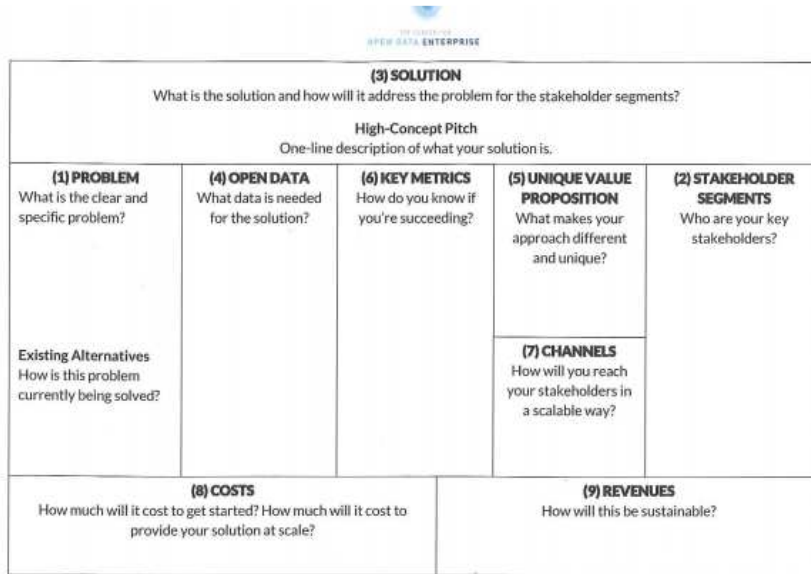 OPEN DATA ENTERPRISE
(3) SOLUTION
What is the solution and how will it address the problem for the stakeholder segments?
High-Concept Pitch
One-line description of what your solution is.
(1) PROBLEM
What is the clear and
specific problem?
Existing Alternatives
How is this problem
currently being solved?
(4) OPEN DATA
What data is needed
for the solution?
(6) KEY METRICS
How do you know if
you're succeeding?
(5) UNIQUE VALUE
PROPOSITION
What makes your
approach different
and unique?
(7) CHANNELS
How will you reach
your stakeholders in
a scalable way?
(2) STAKEHOLDER
SEGMENTS
Who are your key
stakeholders?
(8) COSTS
How much will it cost to get started? How much will it cost to
provide your solution at scale?
(9) REVENUES
How will this be sustainable?